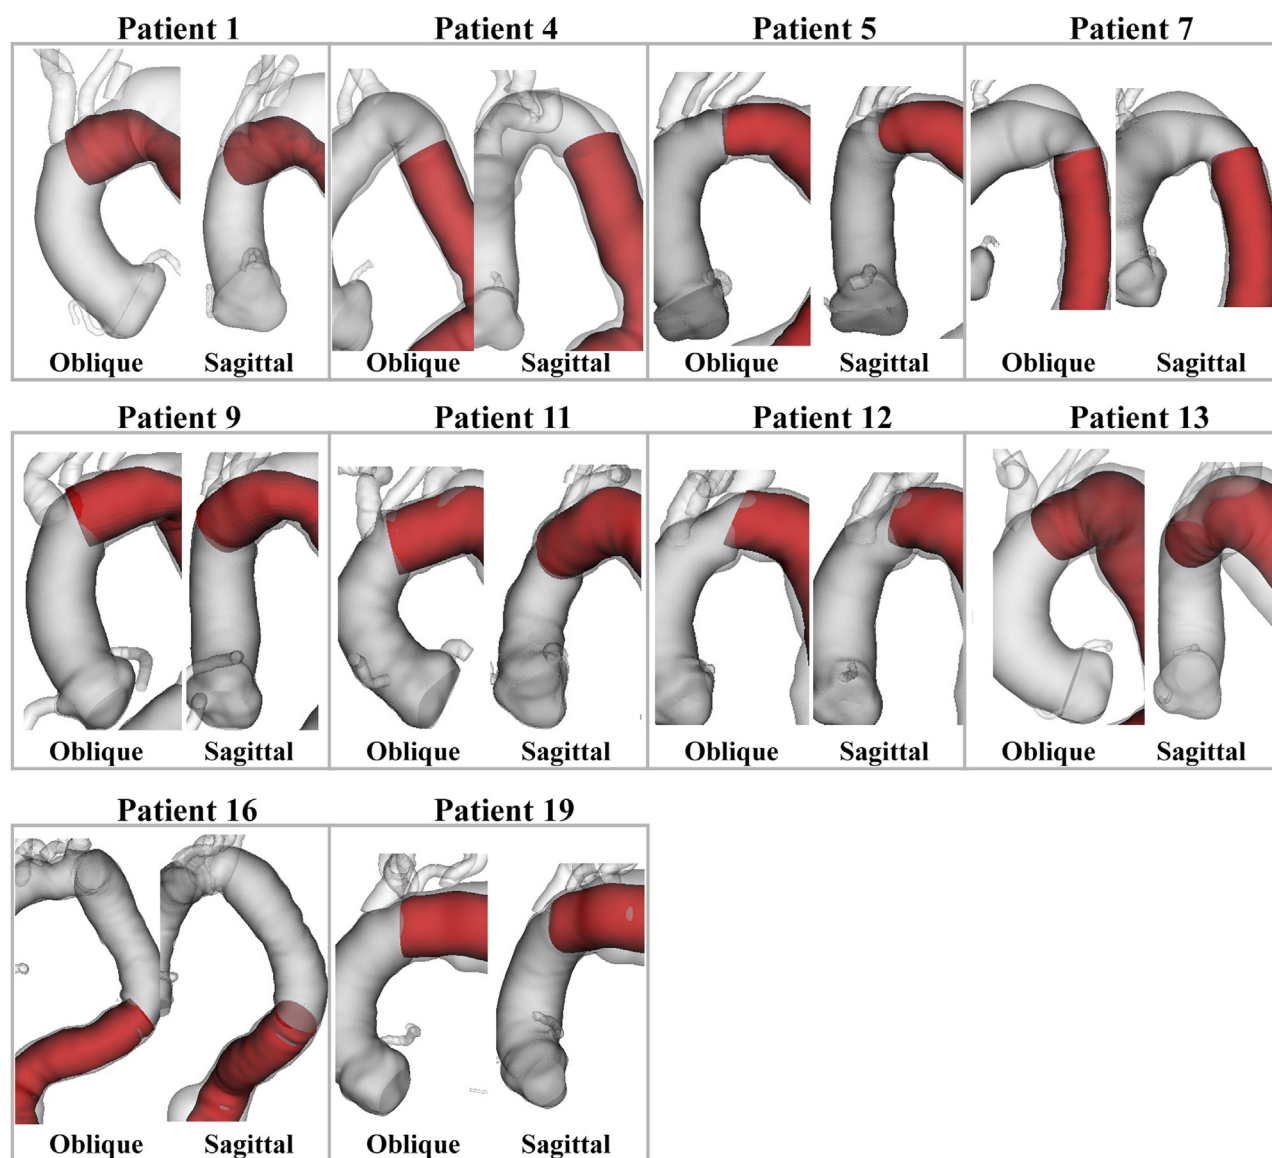 Patient 1 Patient 4 Patient 5 Patient 7
Oblique Sagittal Oblique Sagittal Oblique Sagittal Oblique Sagittal
Patient 9 Patient 11 Patient 12 Patient 13
Oblique Sagittal Oblique Sagittal Oblique Sagittal Oblique Sagittal
Patient 16 Patient 19
Oblique Sagittal Oblique Sagittal